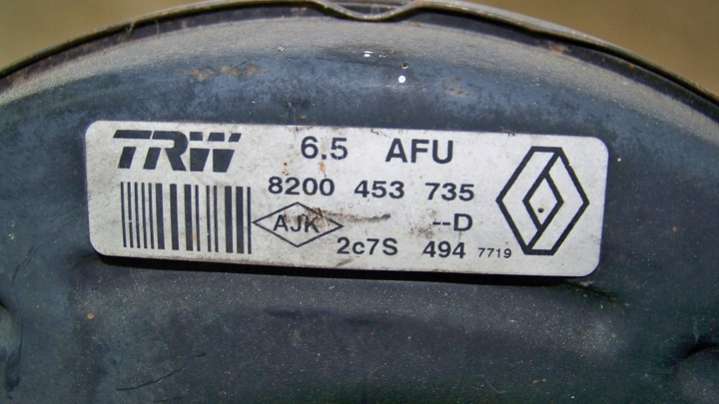 TRW 6.5 AFU
8200 453 735
AJK --D
2c7S 494 7719